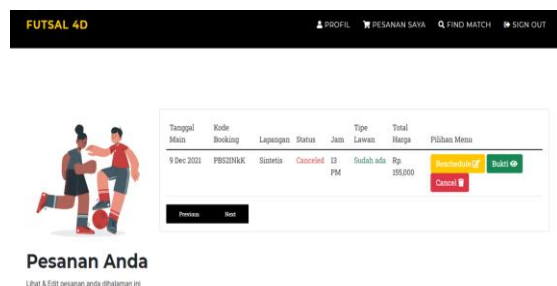 FUTSAL 4D
PROFIL PESANAN SAYA FIND MATCH SIGN OUT
Tanggal Main Kode Booking Lapangan Status Jam Tipe Lawan Total Harga Pilihan Menu
9 Dec 2021 PBS2INkK Sintetis Canceled 13 PM Sudah ada Rp. 155,000 Reschedule Bukti
Cancel
Previous Next
Pesanan Anda
Lihat & Edit pesanan anda dihalaman ini